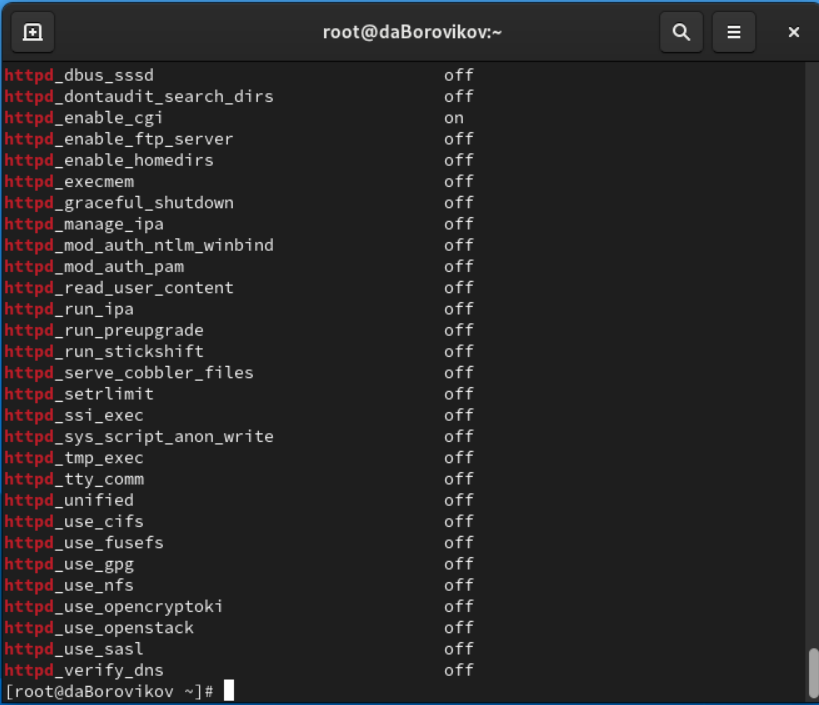 root@daBorovikov:~
httpd_dbus_sssd off
httpd_dontaudit_search_dirs off
httpd_enable_cgi on
httpd_enable_ftp_server off
httpd_enable_homedirs off
httpd_execmem off
httpd_graceful_shutdown off
httpd_manage_ipa off
httpd_mod_auth_ntlm_winbind off
httpd_mod_auth_pam off
httpd_read_user_content off
httpd_run_ipa off
httpd_run_preupgrade off
httpd_run_stickshift off
httpd_serve_cobbler_files off
httpd_setrlimit off
httpd_ssi_exec off
httpd_sys_script_anon_write off
httpd_tmp_exec off
httpd_tty_comm off
httpd_unified off
httpd_use_cifs off
httpd_use_fusefs off
httpd_use_gpg off
httpd_use_nfs off
httpd_use_opencryptoki off
httpd_use_openstack off
httpd_use_sasl off
httpd_verify_dns off
[root@daBorovikov ~]#